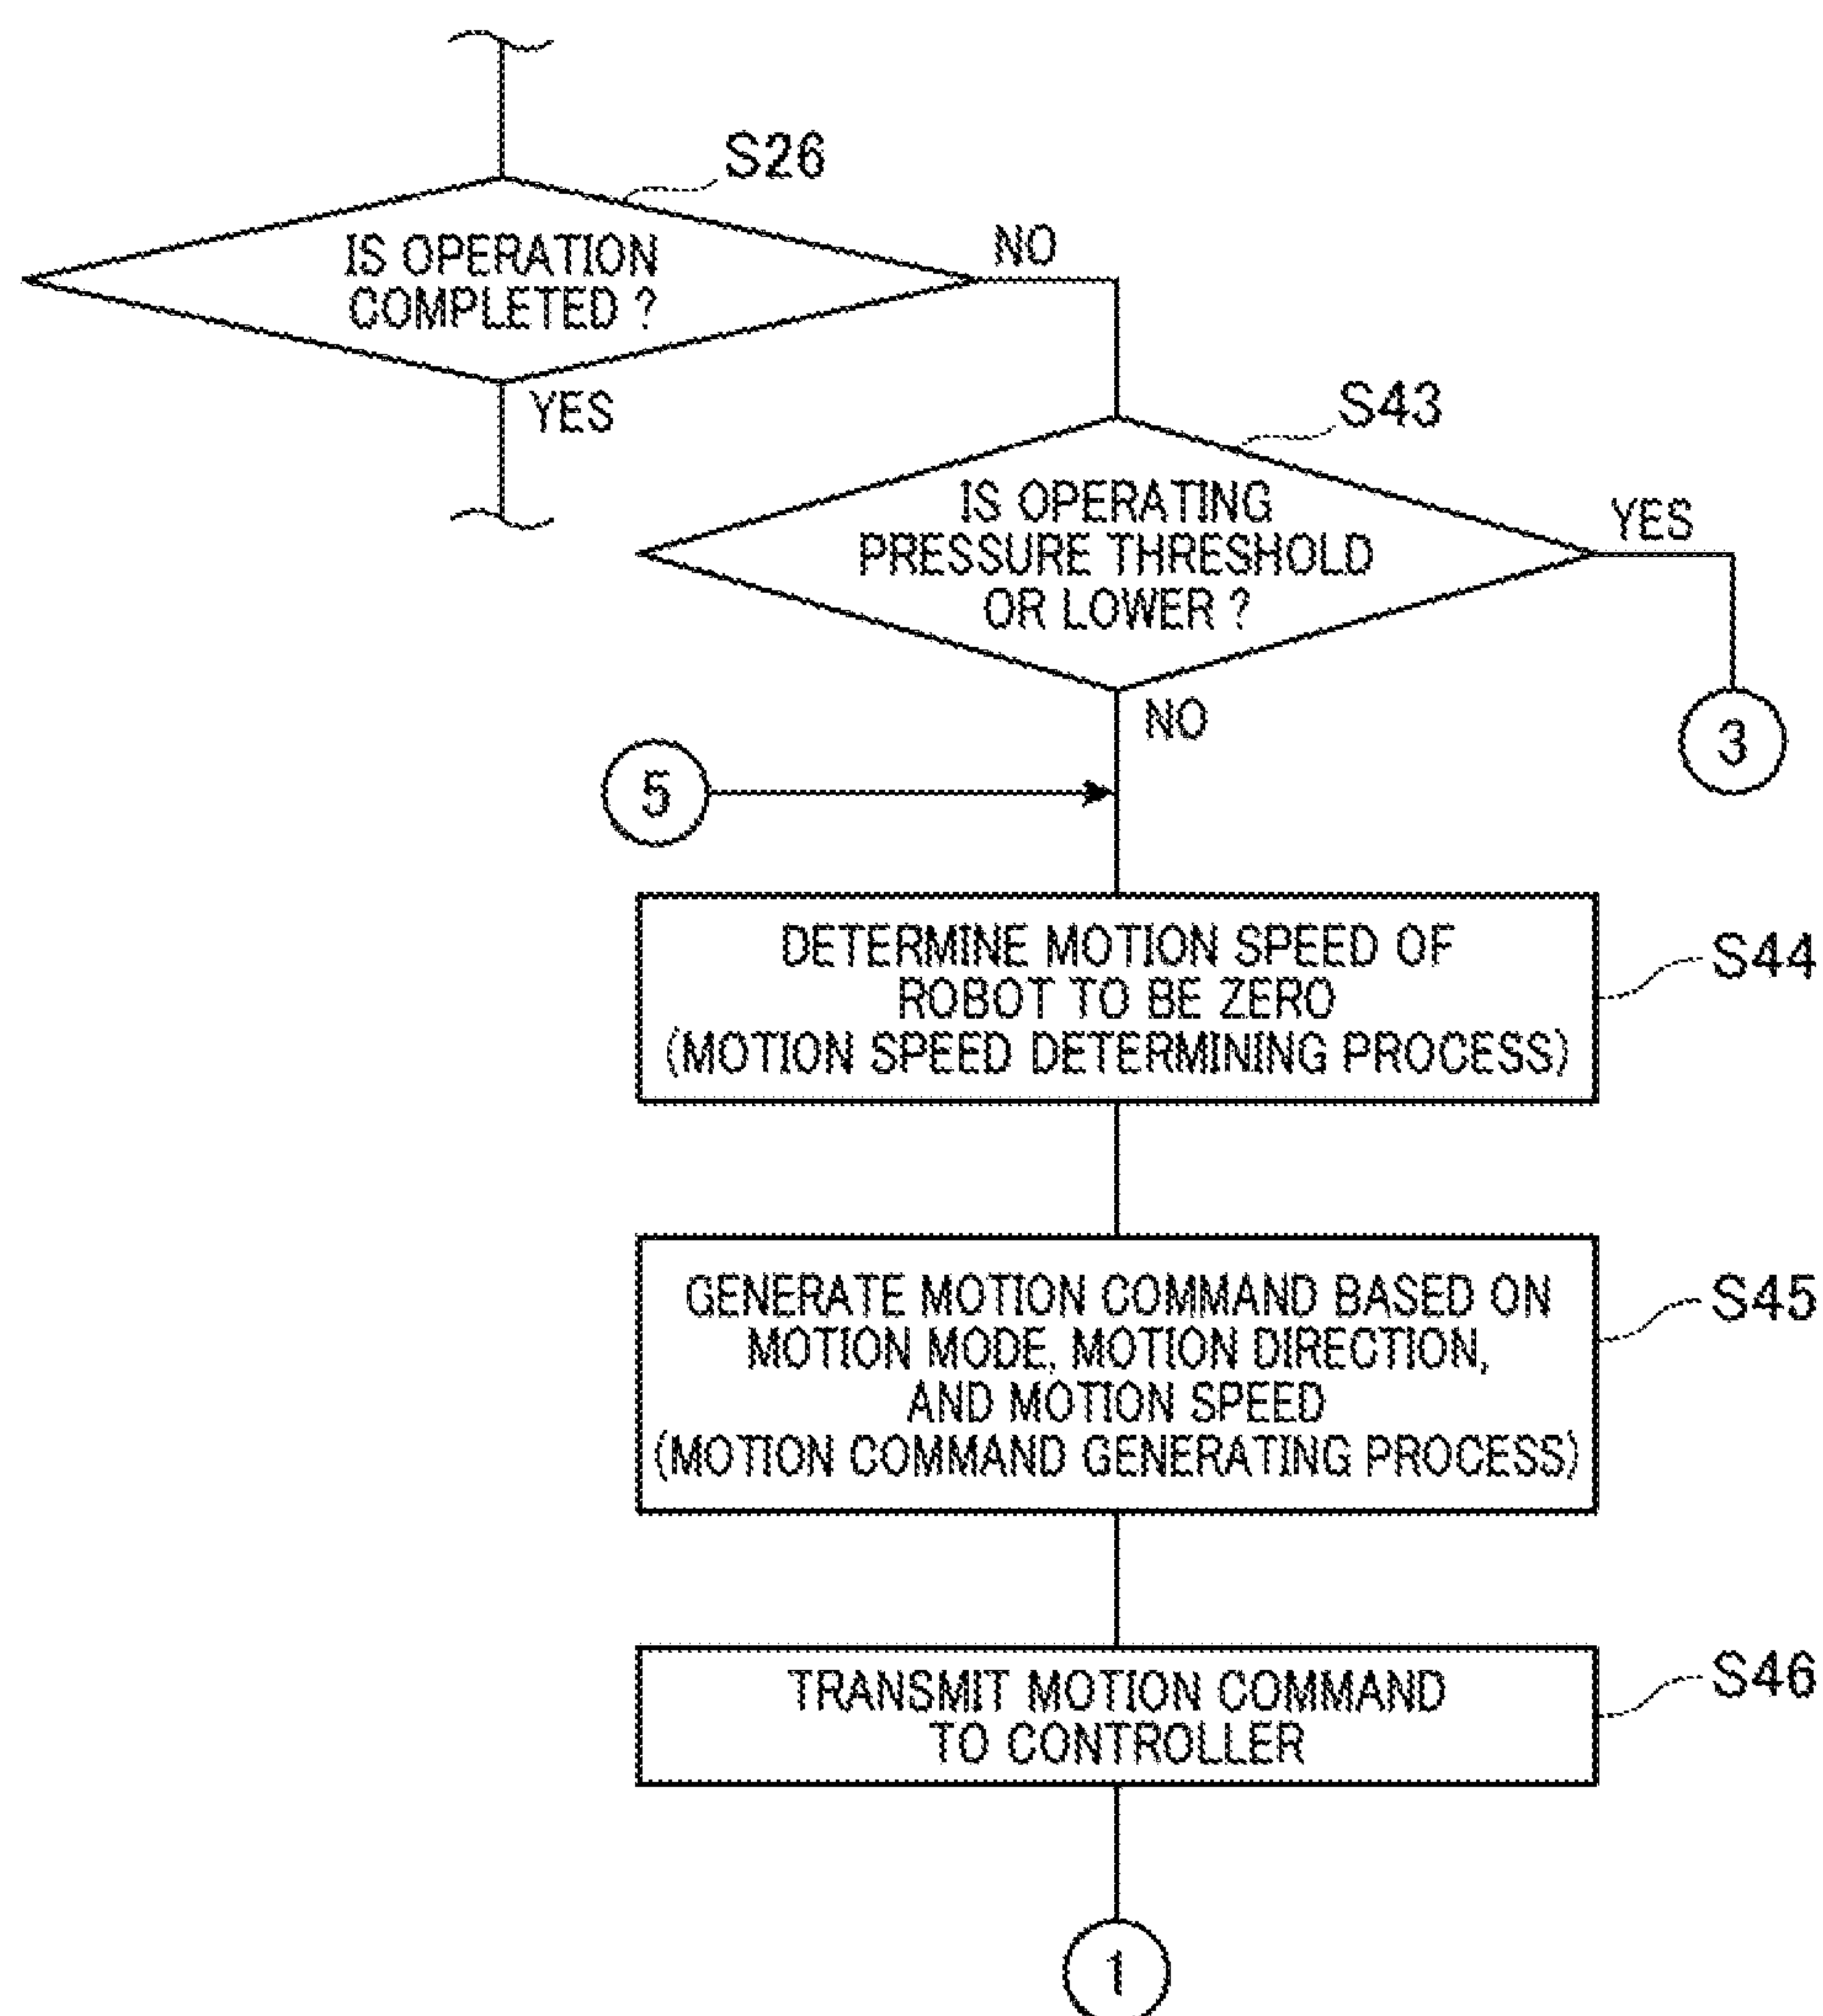 S26
IS OPERATION
COMPLETED ?
NO
YES
S43
IS OPERATING
PRESSURE THRESHOLD
OR LOWER ?
YES
NO
3
5
DETERMINE MOTION SPEED OF
ROBOT TO BE ZERO
(MOTION SPEED DETERMINING PROCESS)
S44
GENERATE MOTION COMMAND BASED ON
MOTION MODE, MOTION DIRECTION,
AND MOTION SPEED
(MOTION COMMAND GENERATING PROCESS)
S45
TRANSMIT MOTION COMMAND
TO CONTROLLER
S46
1